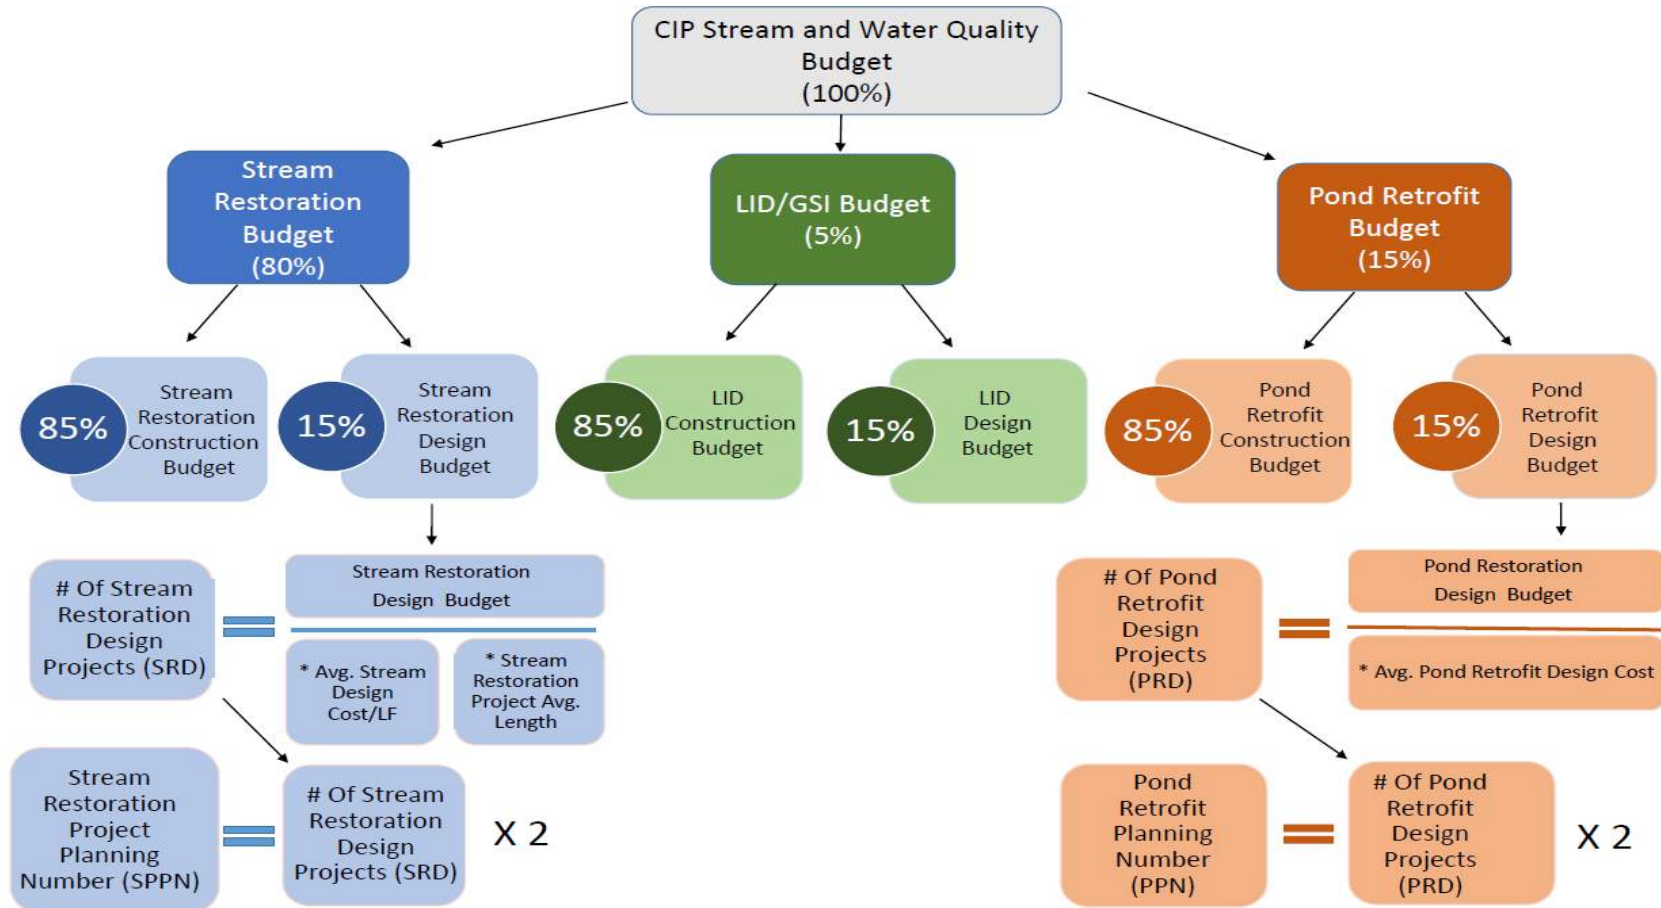 CIP Stream and Water Quality
Budget
(100%)
Stream
Restoration
Budget
(80%)
LID/GSI Budget
(5%)
Pond Retrofit
Budget
(15%)
85%
Stream
Restoration
Construction
Budget
15%
Stream
Restoration
Design
Budget
85%
LID
Construction
Budget
15%
LID
Design
Budget
85%
Pond
Retrofit
Construction
Budget
15%
Pond
Retrofit
Design
Budget
# Of Stream
Restoration
Design
Projects (SRD)
Stream Restoration
Design Budget
* Avg. Stream
Design
Cost/LF
* Stream
Restoration
Project Avg.
Length
# Of Pond
Retrofit
Design
Projects
(PRD)
Pond Restoration
Design Budget
* Avg. Pond Retrofit Design Cost
Stream
Restoration
Project
Planning
Number (SPPN)
# Of Stream
Restoration
Design
Projects (SRD)
X 2
Pond
Retrofit
Planning
Number
(PPN)
# Of Pond
Retrofit
Design
Projects
(PRD)
X 2